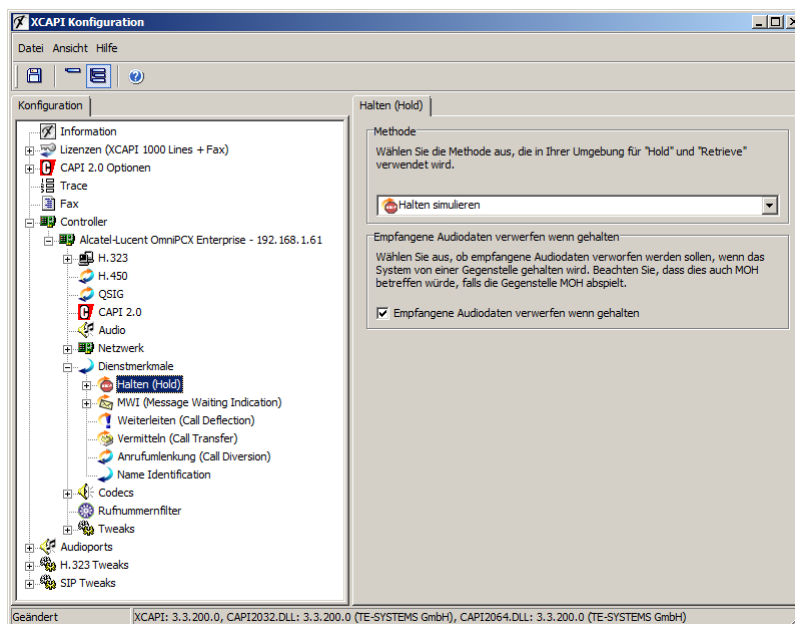 XCAPI Konfiguration
Datei Ansicht Hilfe
Konfiguration
Information
Lizenzen (XCAPI 1000 Lines + Fax)
CAPI 2.0 Optionen
Trace
Fax
Controller
Alcatel-Lucent OmniPCX Enterprise - 192.168.1.61
H.323
H.450
QSIG
CAPI 2.0
Audio
Netzwerk
Dienstmerkmale
Halten (Hold)
MWI (Message Waiting Indication)
Weiterleiten (Call Deflection)
Vermitteln (Call Transfer)
Anrufumlenkung (Call Diversion)
Name Identification
Codecs
Rufnummernfilter
Tweaks
Audioports
H.323 Tweaks
SIP Tweaks
Halten (Hold)
Methode
Wählen Sie die Methode aus, die in Ihrer Umgebung für "Hold" und "Retrieve"
verwendet wird.
Halten simulieren
Empfangene Audiodaten verwerfen wenn gehalten
Wählen Sie aus, ob empfangene Audiodaten verworfen werden sollen, wenn das
System von einer Gegenstelle gehalten wird. Beachten Sie, dass dies auch MOH
betreffen würde, falls die Gegenstelle MOH abspielt.
Empfangene Audiodaten verwerfen wenn gehalten
Geändert
XCAPI: 3.3.200.0, CAPI2032.DLL: 3.3.200.0 (TE-SYSTEMS GmbH), CAPI2064.DLL: 3.3.200.0 (TE-SYSTEMS GmbH)